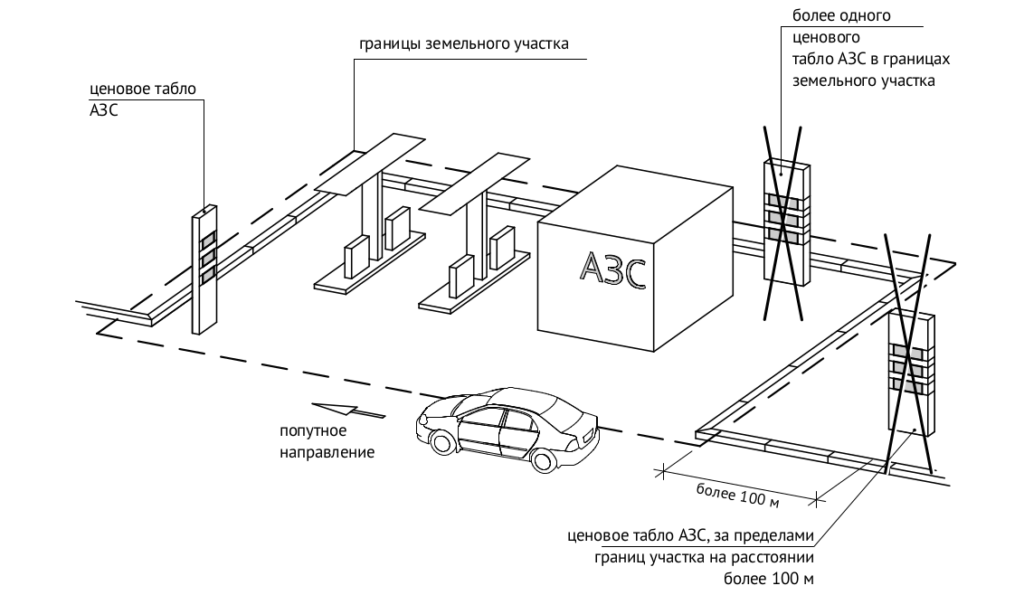 более одного
ценового
табло АЗС в границах
земельного участка
границы земельного участка
ценовое табло
АЗС
АЗС
попутное
направление
более 100 м
ценовое табло АЗС, за пределами
границ участка на расстоянии
более 100 м